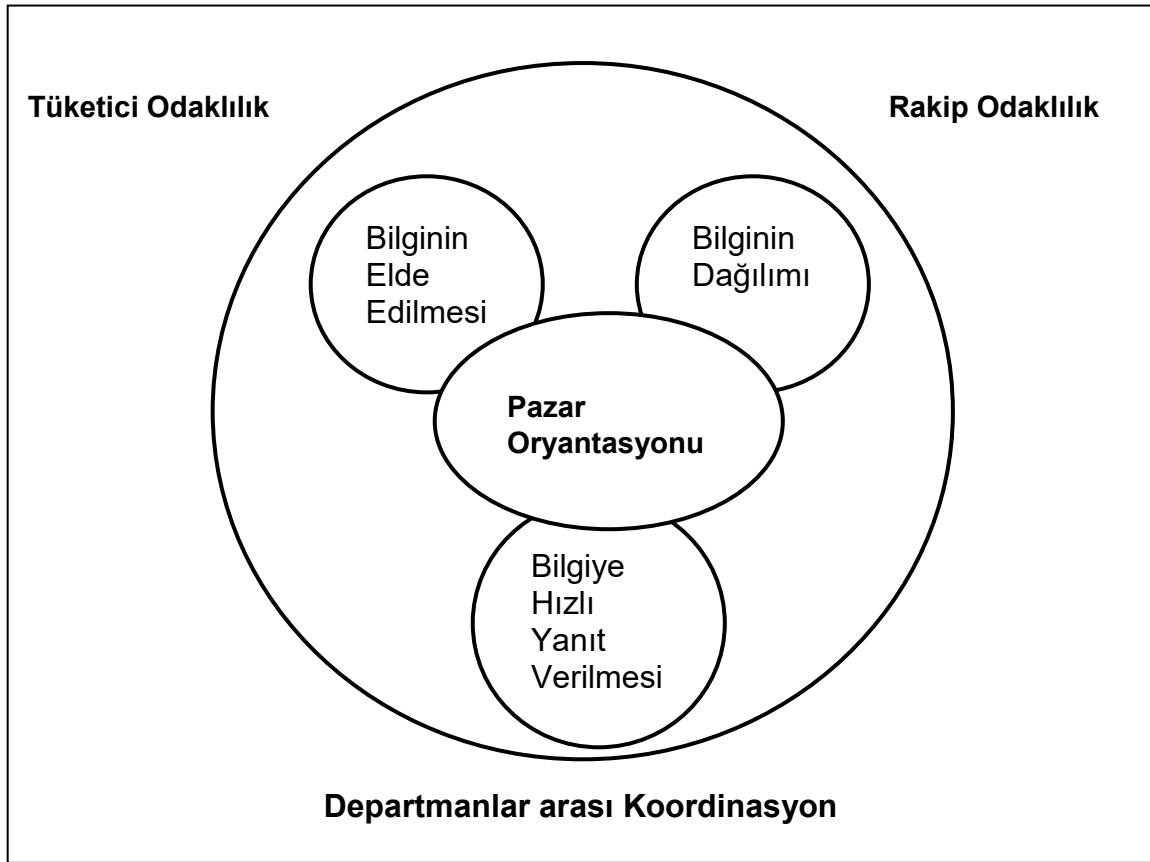 Tüketici Odaklılık
Rakip Odaklılık
Bilginin
Elde
Edilmesi
Bilginin
Dağılımı
Pazar
Oryantasyonu
Bilgiye
Hızlı
Yanıt
Verilmesi
Departmanlar arası Koordinasyon